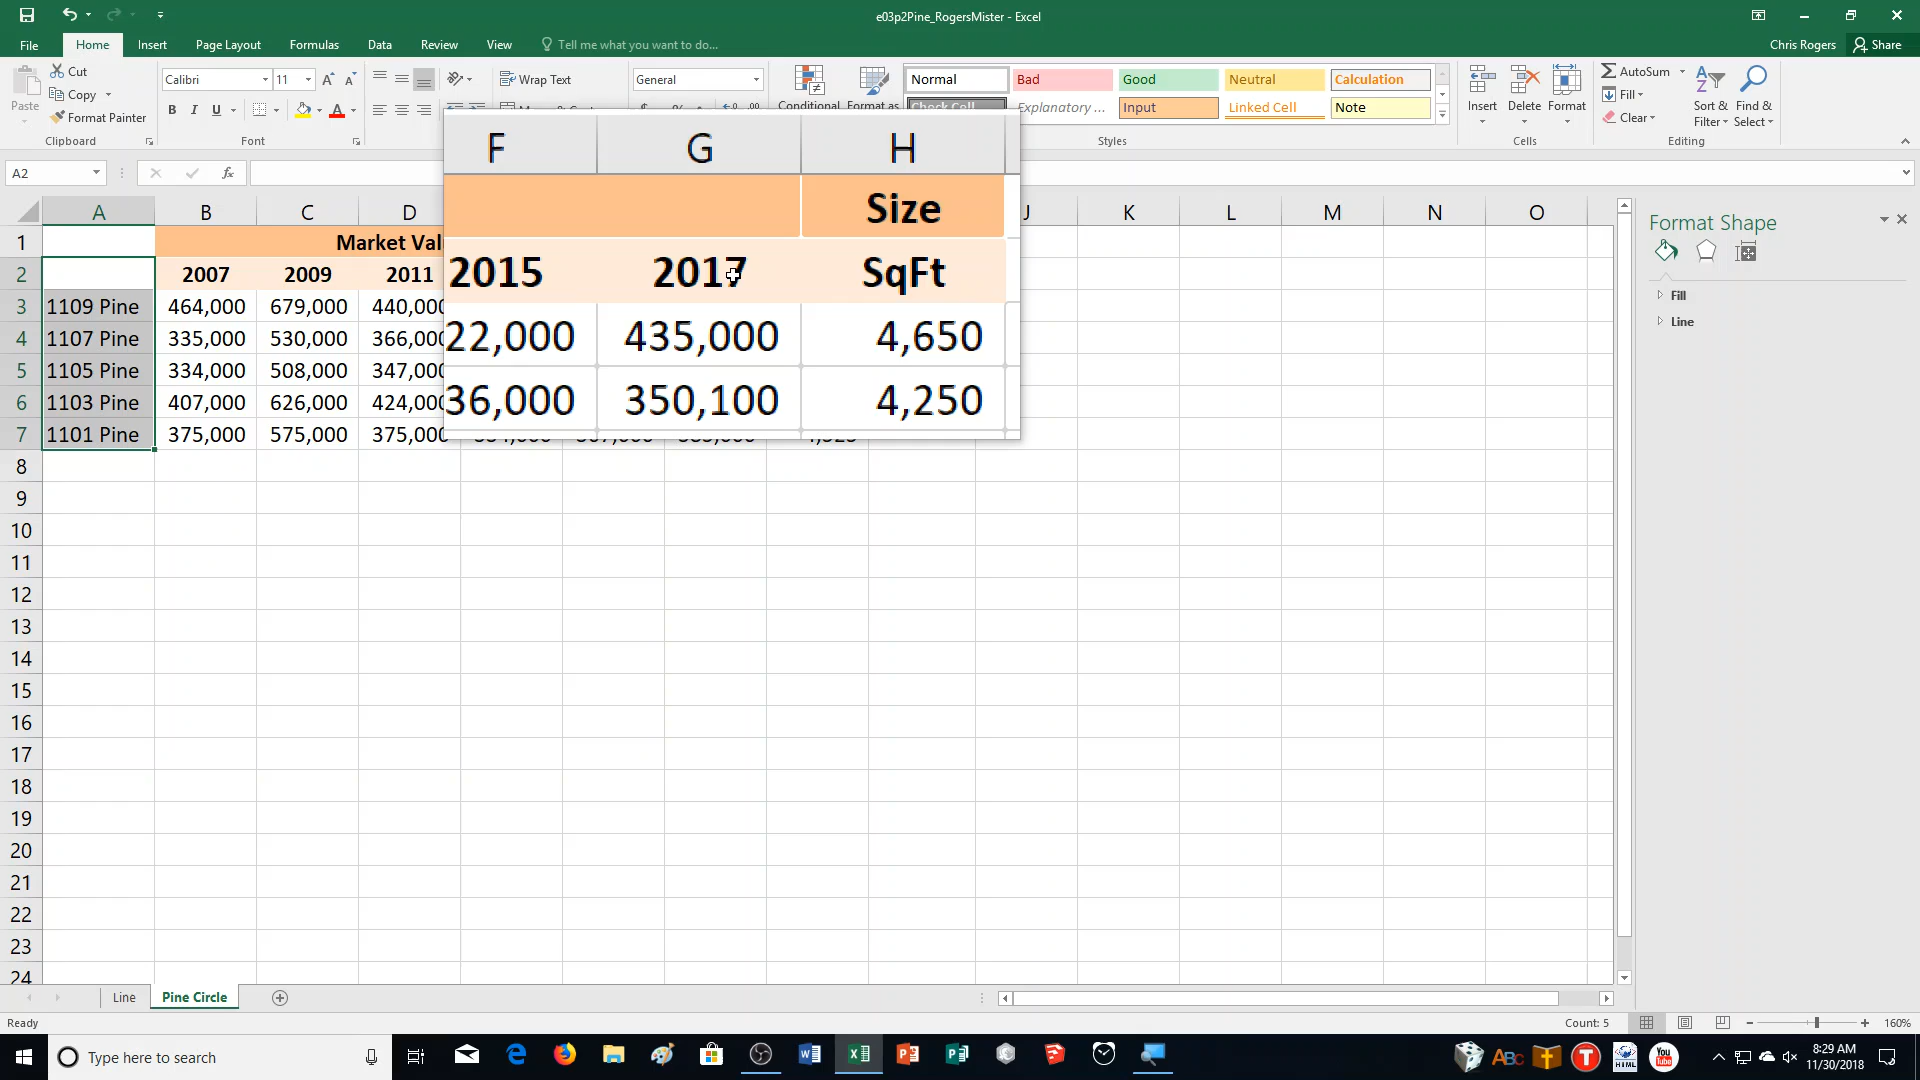 e03p2Pine_RogersMister - Excel
File Home Insert Page Layout Formulas Data Review View Tell me what you want to do... Chris Rogers Share
Paste Cut Copy Format Painter Clipboard
Calibri 11 B I U Font
Wrap Text General
Conditional Format as
Normal Bad Good Neutral Calculation
Check Cell Explanatory ... Input Linked Cell Note
Styles
Insert Delete Format Cells
AutoSum Fill Clear Sort & Filter Find & Select Editing
A2 fx
A B C D J K L M N O
F G H
Size
2015 2017 SqFt
22,000 435,000 4,650
36,000 350,100 4,250
1 Market Val
2 2007 2009 2011
3 1109 Pine 464,000 679,000 440,000
4 1107 Pine 335,000 530,000 366,000
5 1105 Pine 334,000 508,000 347,000
6 1103 Pine 407,000 626,000 424,000
7 1101 Pine 375,000 575,000 375,000
8
9
10
11
12
13
14
15
16
17
18
19
20
21
22
23
24
Format Shape
Fill
Line
Line Pine Circle
Ready Count: 5 160%
Type here to search
ABC HTML You Tube
8:29 AM
11/30/2018